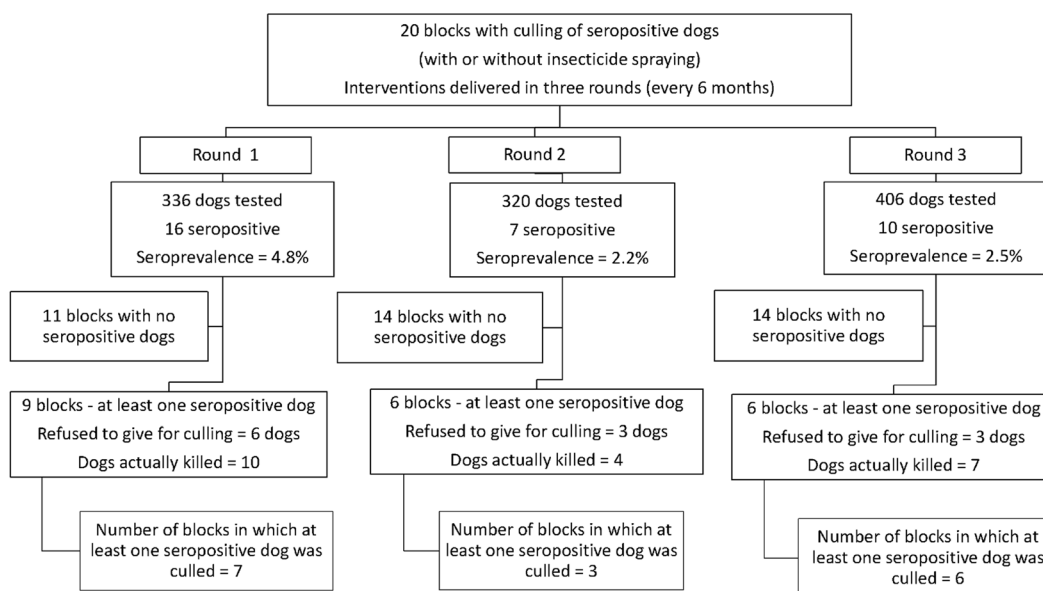 20 blocks with culling of seropositive dogs
(with or without insecticide spraying)
Interventions delivered in three rounds (every 6 months)
Round 1
Round 2
Round 3
336 dogs tested
16 seropositive
Seroprevalence = 4.8%
320 dogs tested
7 seropositive
Seroprevalence = 2.2%
406 dogs tested
10 seropositive
Seroprevalence = 2.5%
11 blocks with no
seropositive dogs
14 blocks with no
seropositive dogs
14 blocks with no
seropositive dogs
9 blocks - at least one seropositive dog
Refused to give for culling = 6 dogs
Dogs actually killed = 10
6 blocks - at least one seropositive dog
Refused to give for culling = 3 dogs
Dogs actually killed = 4
6 blocks - at least one seropositive dog
Refused to give for culling = 3 dogs
Dogs actually killed = 7
Number of blocks in which at
least one seropositive dog was
culled = 7
Number of blocks in which at
least one seropositive dog was
culled = 3
Number of blocks in which at
least one seropositive dog was
culled = 6